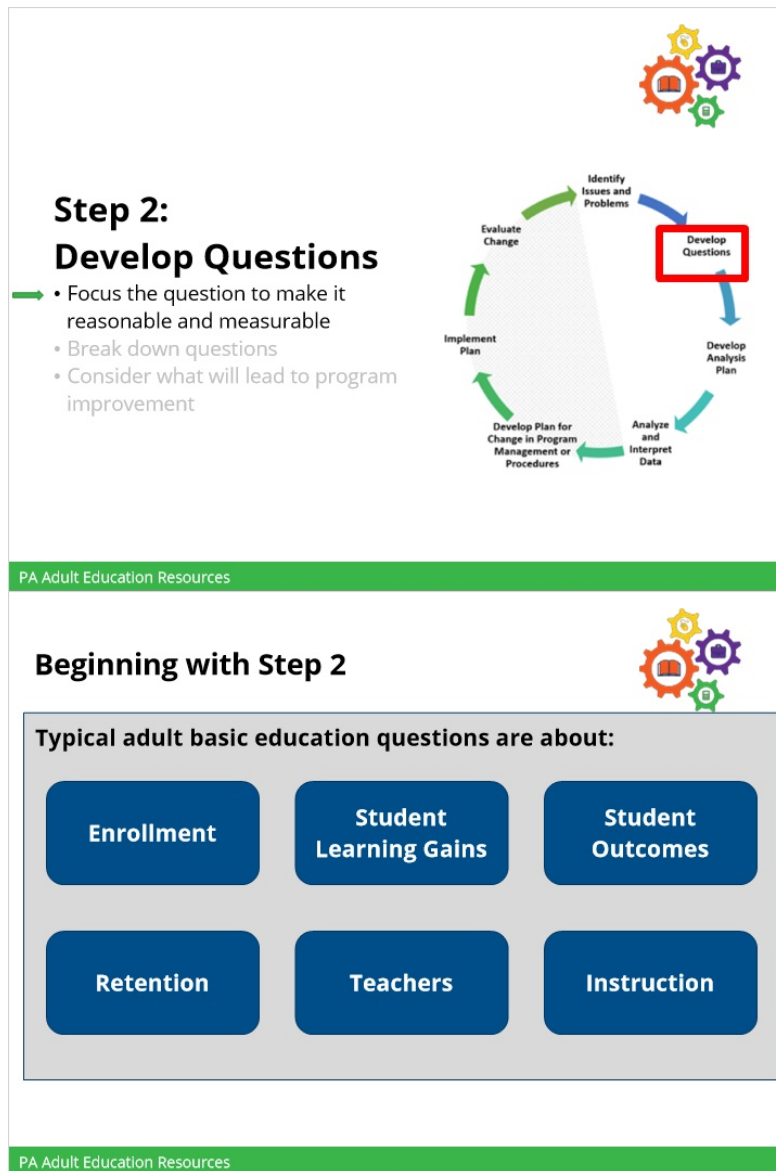 Step 2:
Develop Questions
• Focus the question to make it
reasonable and measurable
• Break down questions
• Consider what will lead to program
improvement
Identify
Issues and
Problems
Develop
Questions
Develop
Analysis
Plan
Analyze
and
Interpret
Data
Develop Plan for
Change in Program
Management or
Procedures
Implement
Plan
Evaluate
Change
PA Adult Education Resources
Beginning with Step 2
Typical adult basic education questions are about:
Enrollment
Student
Learning Gains
Student
Outcomes
Retention
Teachers
Instruction
PA Adult Education Resources